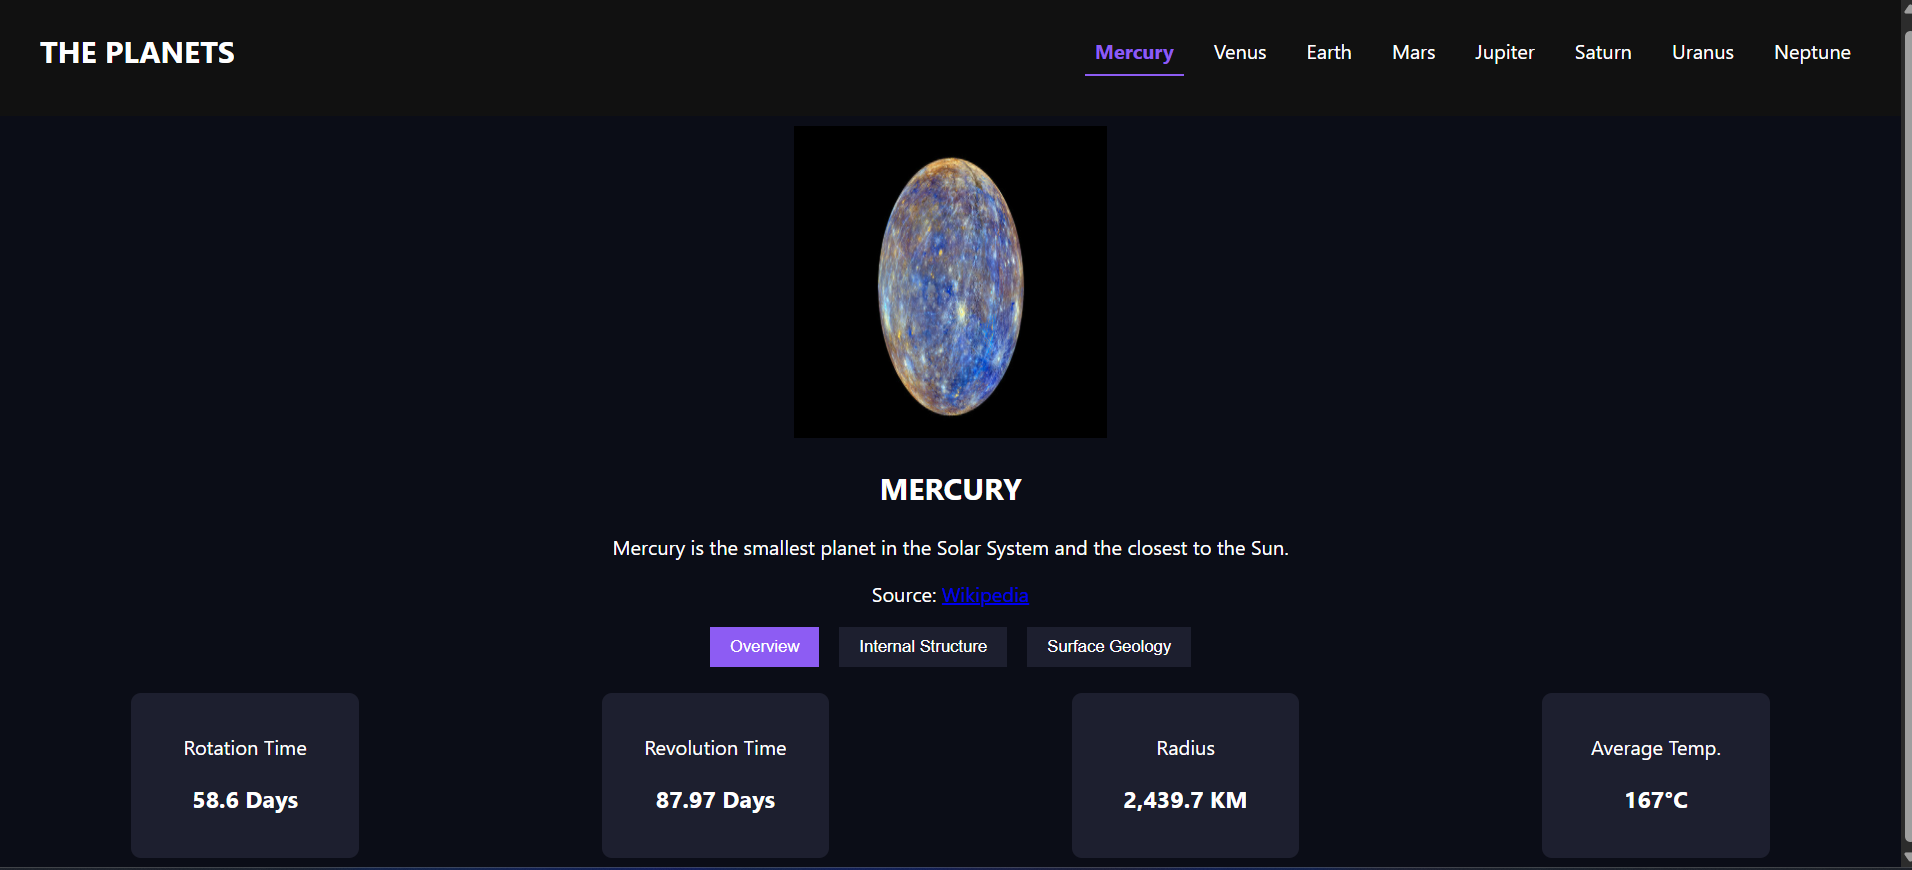 THE PLANETS
Mercury Venus Earth Mars Jupiter Saturn Uranus Neptune
MERCURY
Mercury is the smallest planet in the Solar System and the closest to the Sun.
Source: Wikipedia
Overview Internal Structure Surface Geology
Rotation Time Revolution Time Radius Average Temp.
58.6 Days 87.97 Days 2,439.7 KM 167°C